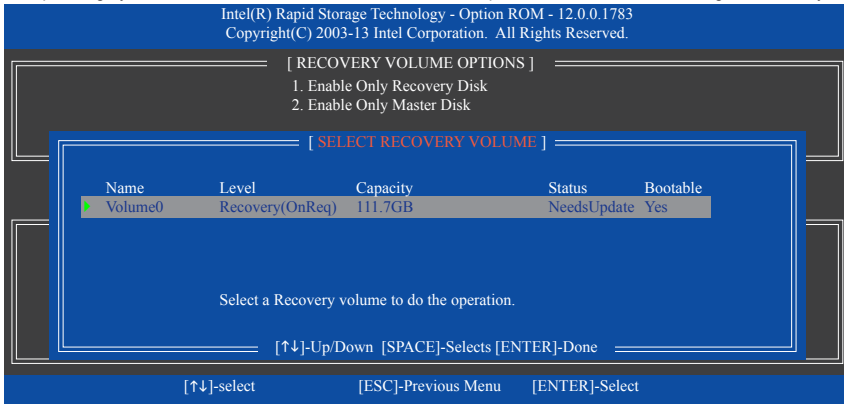 Intel(R) Rapid Storage Technology - Option ROM - 12.0.0.1783
Copyright(C) 2003-13 Intel Corporation. All Rights Reserved.
[ RECOVERY VOLUME OPTIONS ]
1. Enable Only Recovery Disk
2. Enable Only Master Disk
[ SELECT RECOVERY VOLUME ]
Name Level Capacity Status Bootable
Volume0 Recovery(OnReq) 111.7GB NeedsUpdate Yes
Select a Recovery volume to do the operation.
[↑↓]-Up/Down [SPACE]-Selects [ENTER]-Done
[↑↓]-select [ESC]-Previous Menu [ENTER]-Select